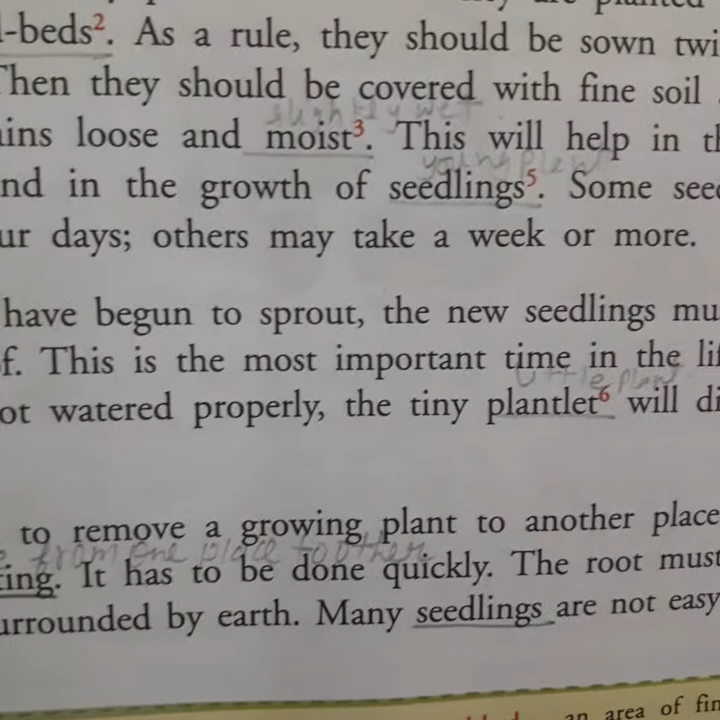 planted
-beds². As a rule, they should be sown twi
Then they should be covered with fine soil
slightly wet
ins loose and moist³. This will help in th
young plant
nd in the growth of seedlings⁵. Some seed
ur days; others may take a week or more.
have begun to sprout, the new seedlings mu
f. This is the most important time in the lif
little plant
ot watered properly, the tiny plantlet⁶ will di
to remove a growing plant to another place
from one place to other
ing. It has to be done quickly. The root must
urrounded by earth. Many seedlings are not easy
an area of fin